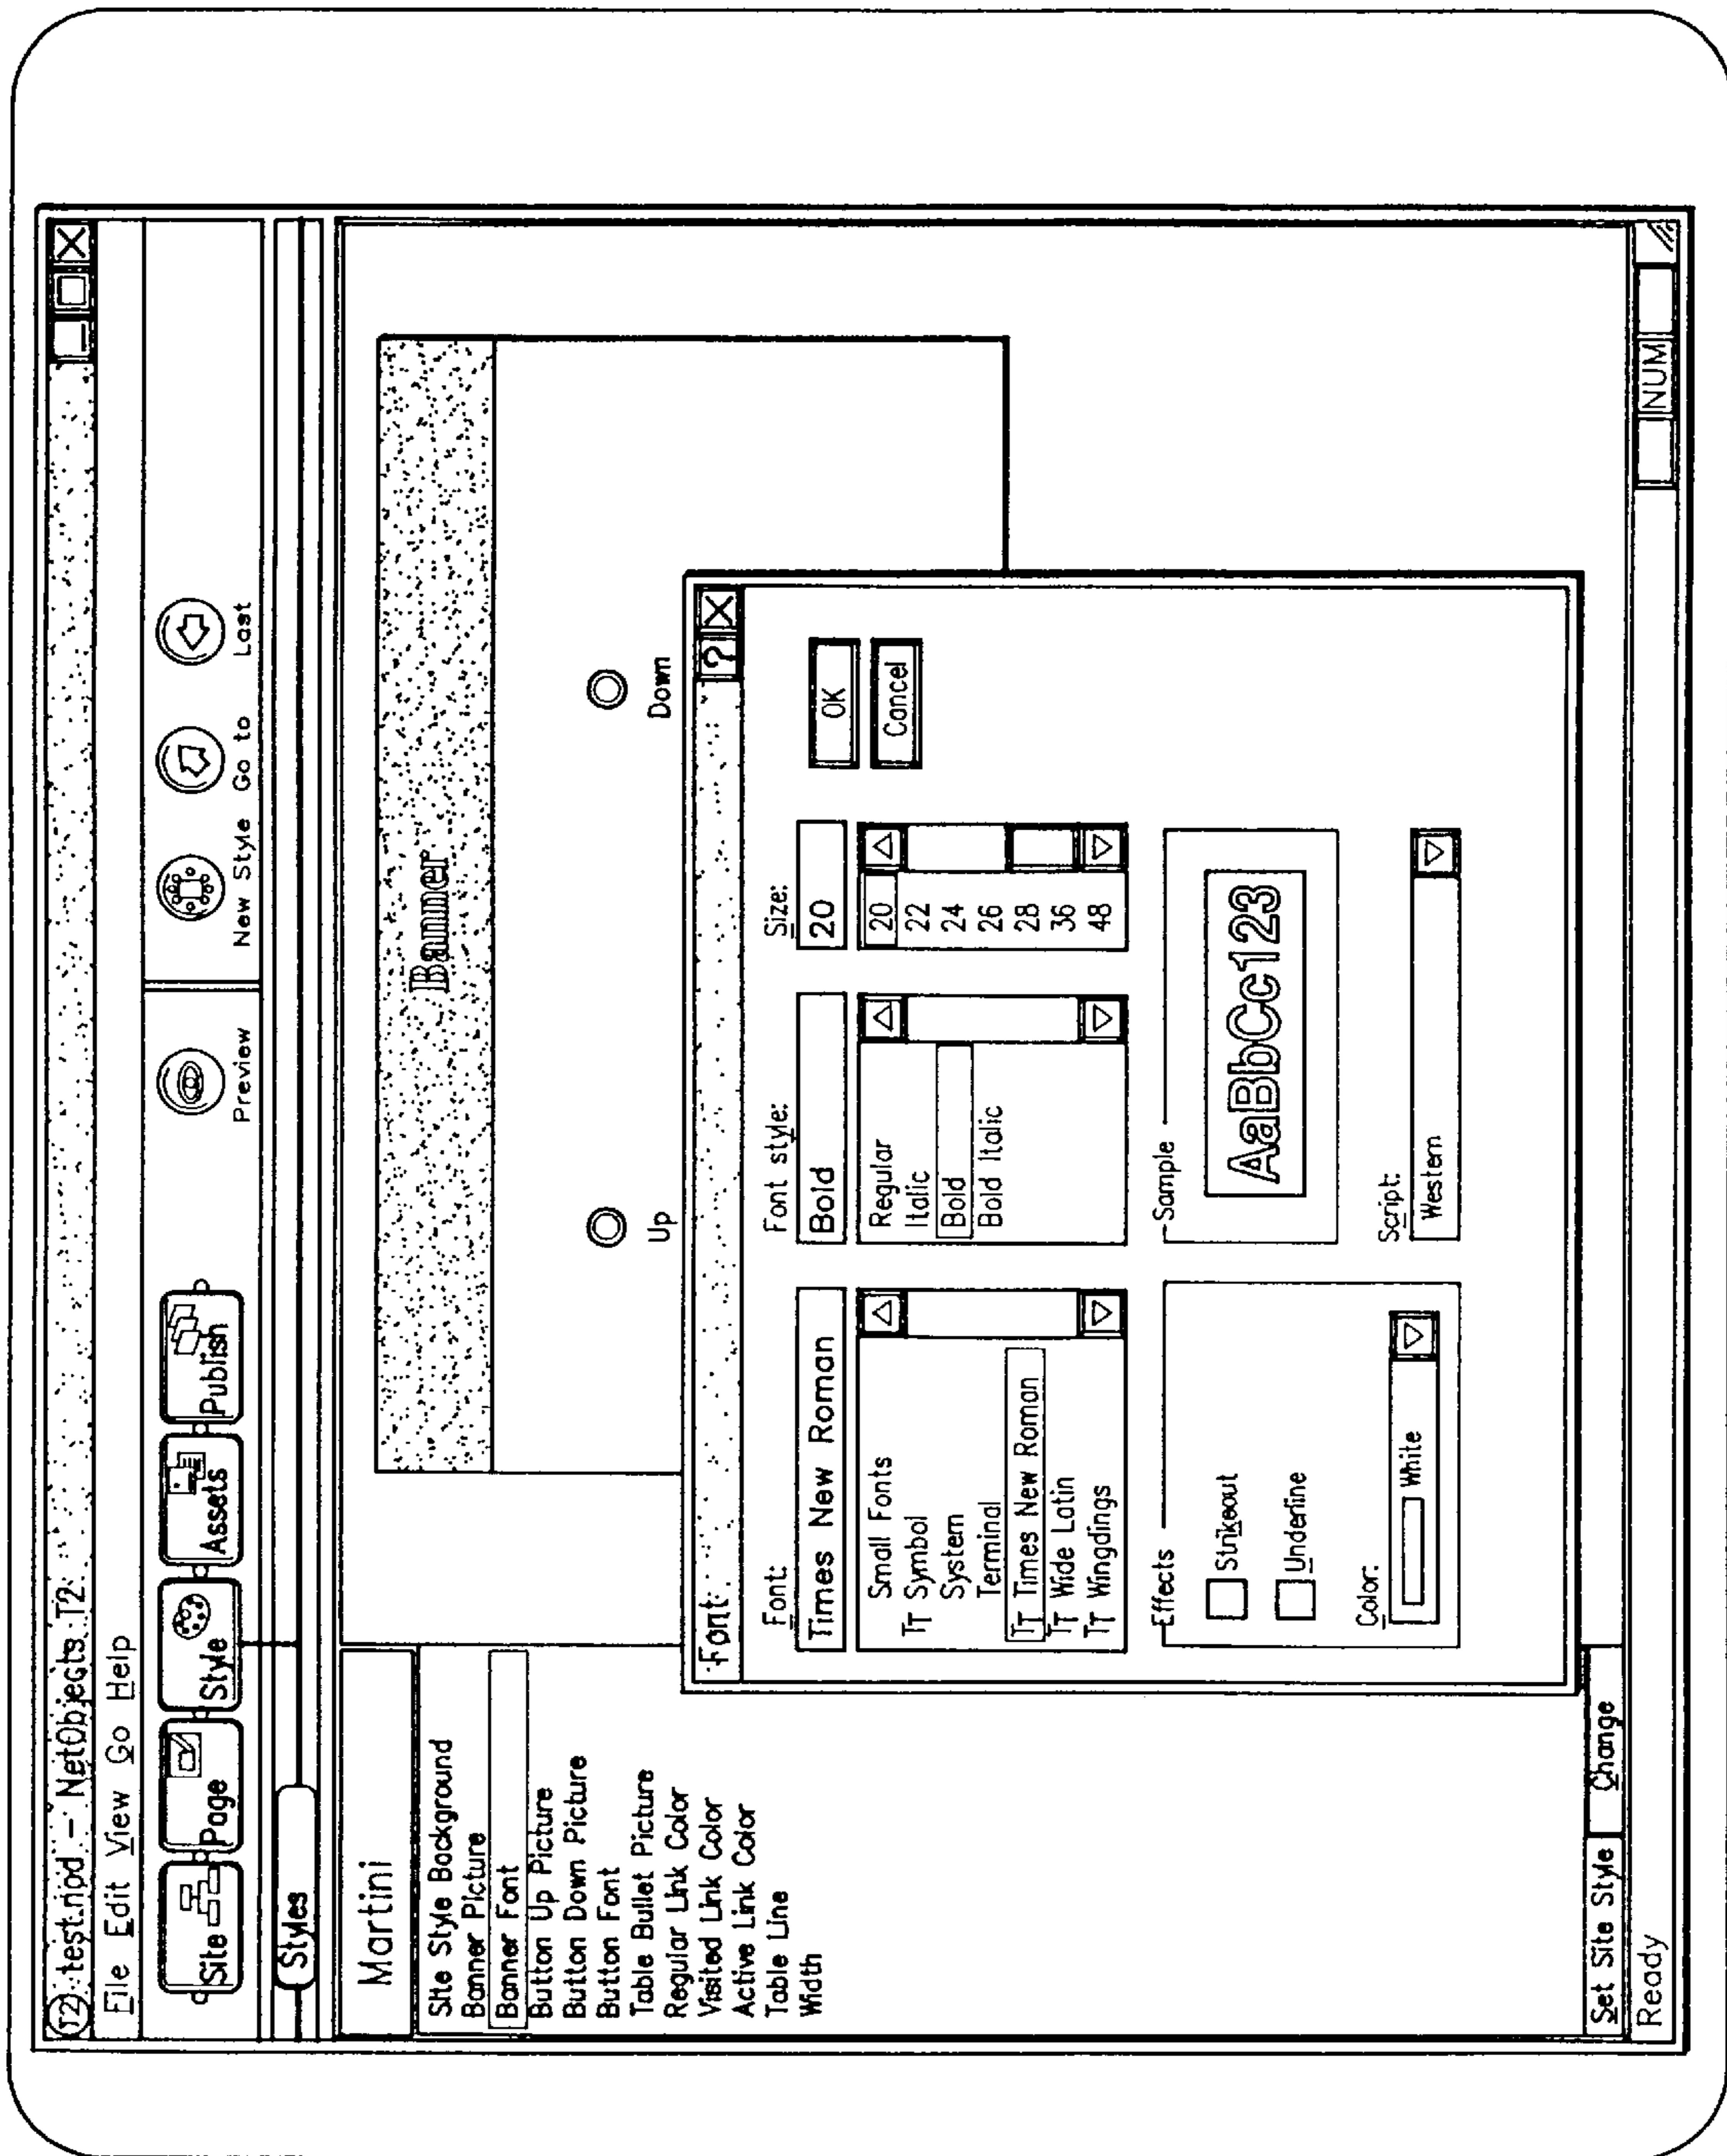 T2 test.nod - NetObjects T2
File Edit View Go Help
Site Page Style Assets Publish
Preview New Style Go to Last
Styles
Martini
Site Style Background
Banner Picture
Banner Font
Button Up Picture
Button Down Picture
Button Font
Table Bullet Picture
Regular Link Color
Visited Link Color
Active Link Color
Table Line
Width
Banner
Up Down
Font ? X
Font: Font style: Size:
Times New Roman Bold 20
OK
Cancel
Small Fonts
TT Symbol
System
Terminal
TT Times New Roman
TT Wide Latin
TT Wingdings
Regular
Italic
Bold
Bold Italic
20
22
24
26
28
36
48
Effects
Strikeout
Underline
Color:
White
Sample
AaBbCc123
Script:
Western
Set Site Style Change
Ready NUM